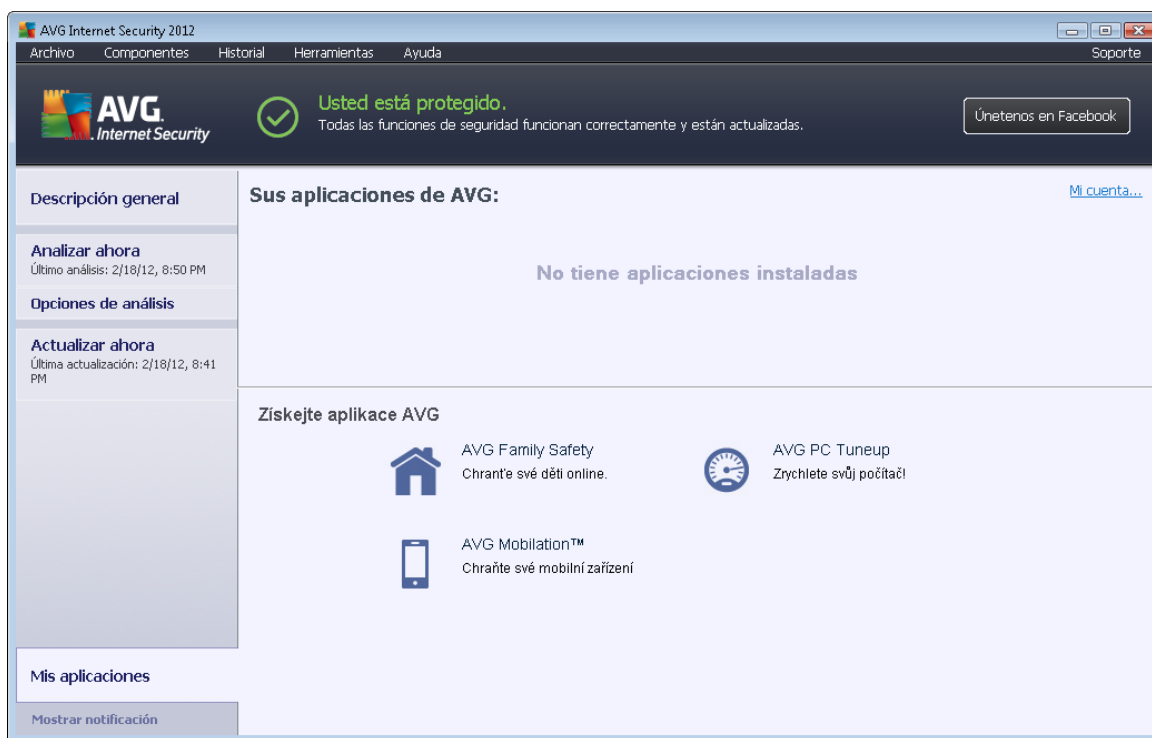 AVG Internet Security 2012
Archivo Componentes Historial Herramientas Ayuda Soporte
AVG.
Internet Security
Usted está protegido.
Todas las funciones de seguridad funcionan correctamente y están actualizadas.
Únetenos en Facebook
Descripción general
Analizar ahora
Último análisis: 2/18/12, 8:50 PM
Opciones de análisis
Actualizar ahora
Última actualización: 2/18/12, 8:41
PM
Mis aplicaciones
Mostrar notificación
Sus aplicaciones de AVG:
Mi cuenta...
No tiene aplicaciones instaladas
Získejte aplikace AVG
AVG Family Safety
Chranťe své děti online.
AVG PC Tuneup
Zrychlete svůj počítač!
AVG Mobilation™
Chraňte své mobilní zařízení